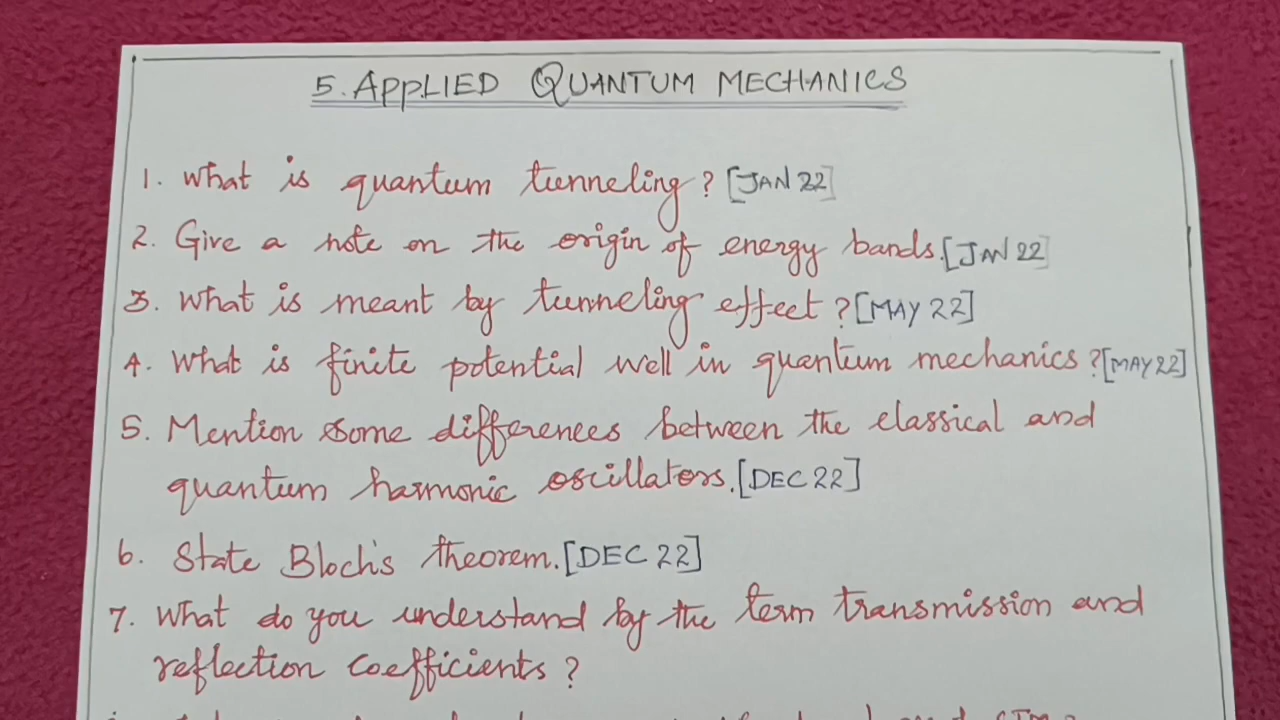 5. APPLIED QUANTUM MECHANICS
1. What is quantum tunneling? [JAN 22]
2. Give a note on the origin of energy bands. [JAN 22]
3. What is meant by tunneling effect? [MAY 22]
4. What is finite potential well in quantum mechanics? [MAY 22]
5. Mention some differences between the classical and
quantum harmonic oscillators. [DEC 22]
6. State Bloch's theorem. [DEC 22]
7. What do you understand by the term transmission and
reflection coefficients?